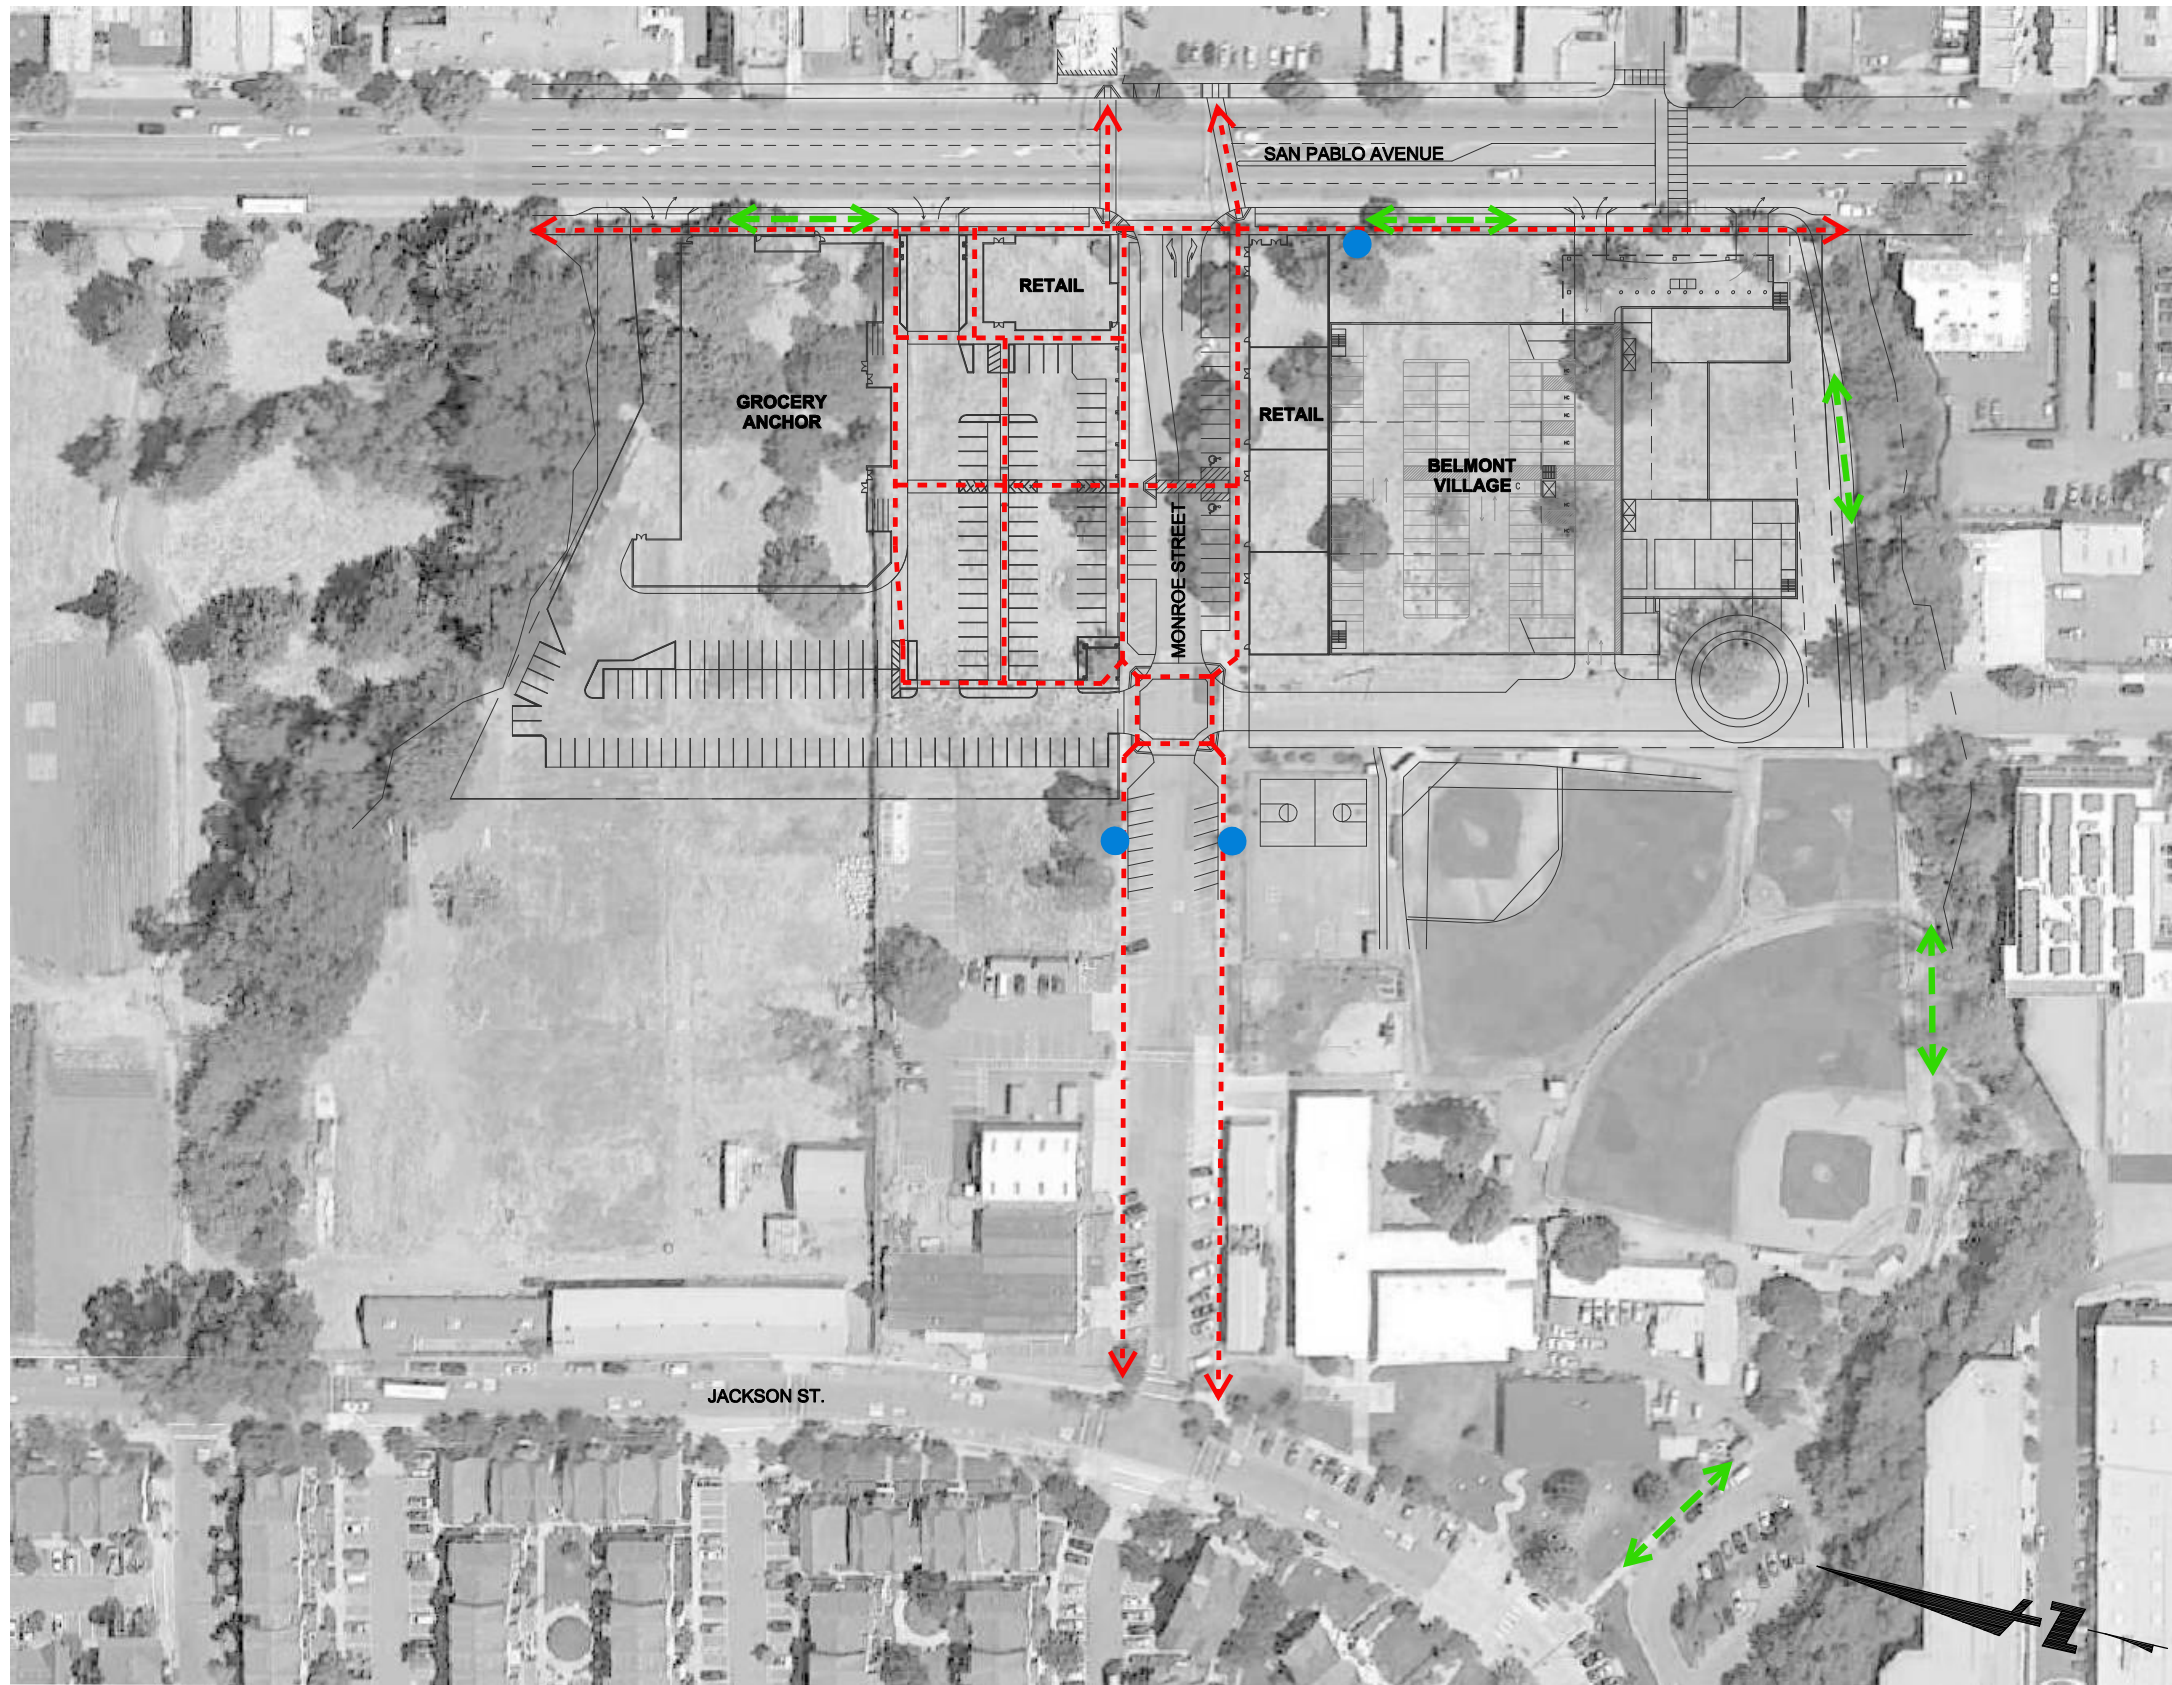 SAN PABLO AVENUE
RETAIL
GROCERY
ANCHOR
RETAIL
BELMONT
VILLAGE
MONROE STREET
JACKSON ST.